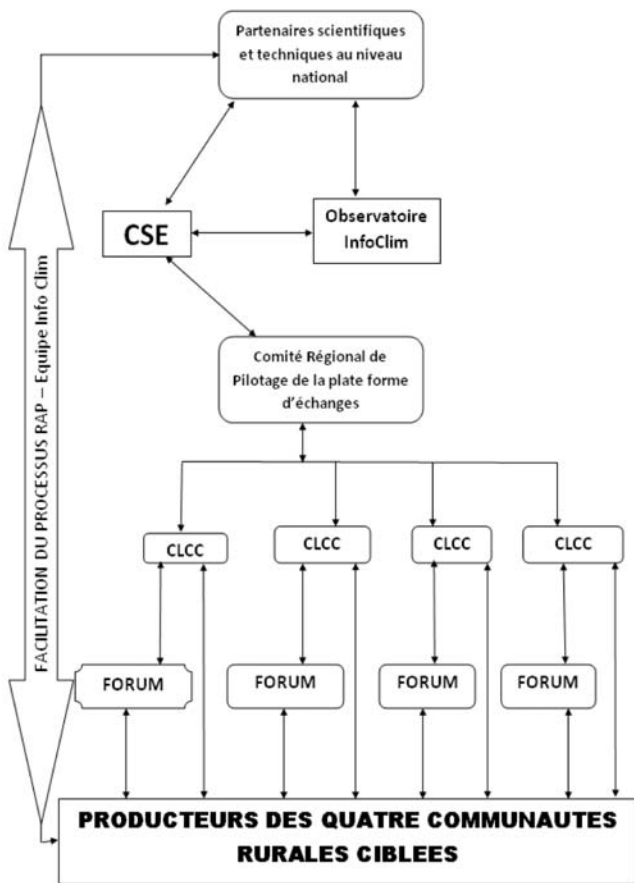 Partenaires scientifiques
et techniques au niveau
national
CSE
Observatoire
InfoClim
FACILITATION DU PROCESSUS RAP – Equipe Info Clim
Comité Régional de
Pilotage de la plate forme
d'échanges
CLCC
CLCC
CLCC
CLCC
FORUM
FORUM
FORUM
FORUM
PRODUCTEURS DES QUATRE COMMUNAUTES
RURALES CIBLEES